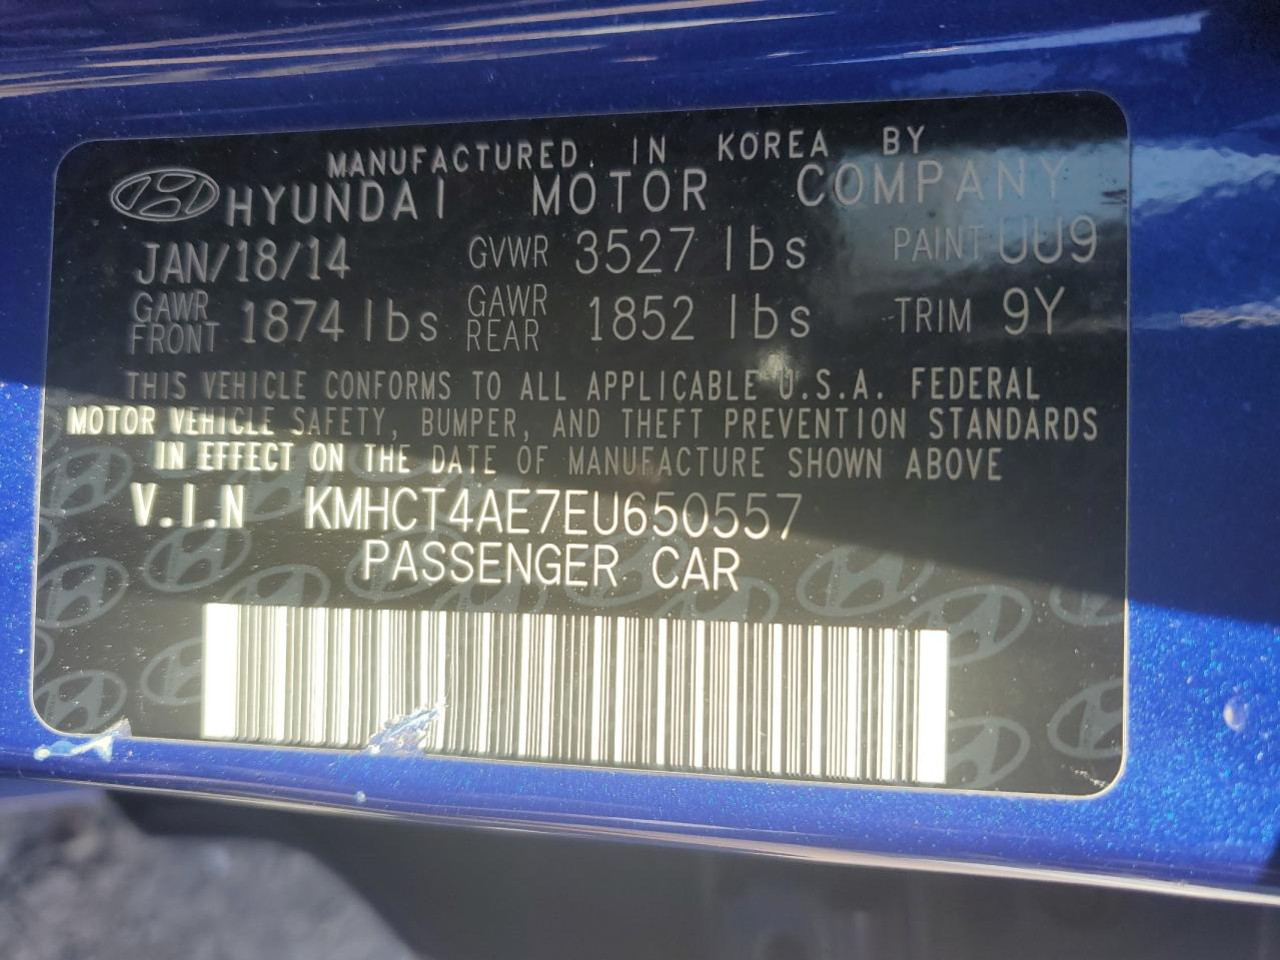 MANUFACTURED IN KOREA BY
HYUNDAI MOTOR COMPANY
JAN/18/14 GVWR 3527 lbs PAINT UU9
GAWR FRONT 1874 lbs GAWR REAR 1852 lbs TRIM 9Y
THIS VEHICLE CONFORMS TO ALL APPLICABLE U.S.A. FEDERAL
MOTOR VEHICLE SAFETY, BUMPER, AND THEFT PREVENTION STANDARDS
IN EFFECT ON THE DATE OF MANUFACTURE SHOWN ABOVE
V.I.N KMHCT4AE7EU650557
PASSENGER CAR